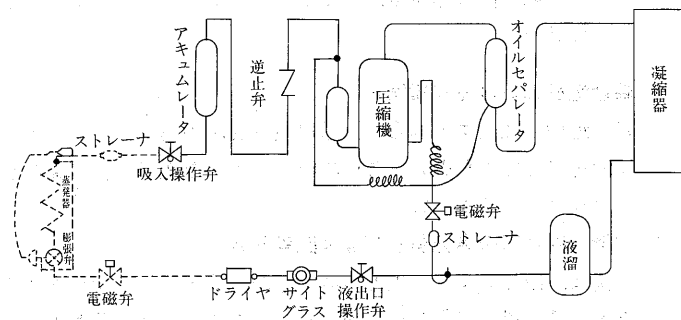 アキュムレータ
逆止弁
圧縮機
オイルセパレータ
凝縮器
ストレーナ
吸入操作弁
蒸発器
膨張弁
電磁弁
ストレーナ
液溜
電磁弁
ドライヤ
サイト
グラス
液出口
操作弁